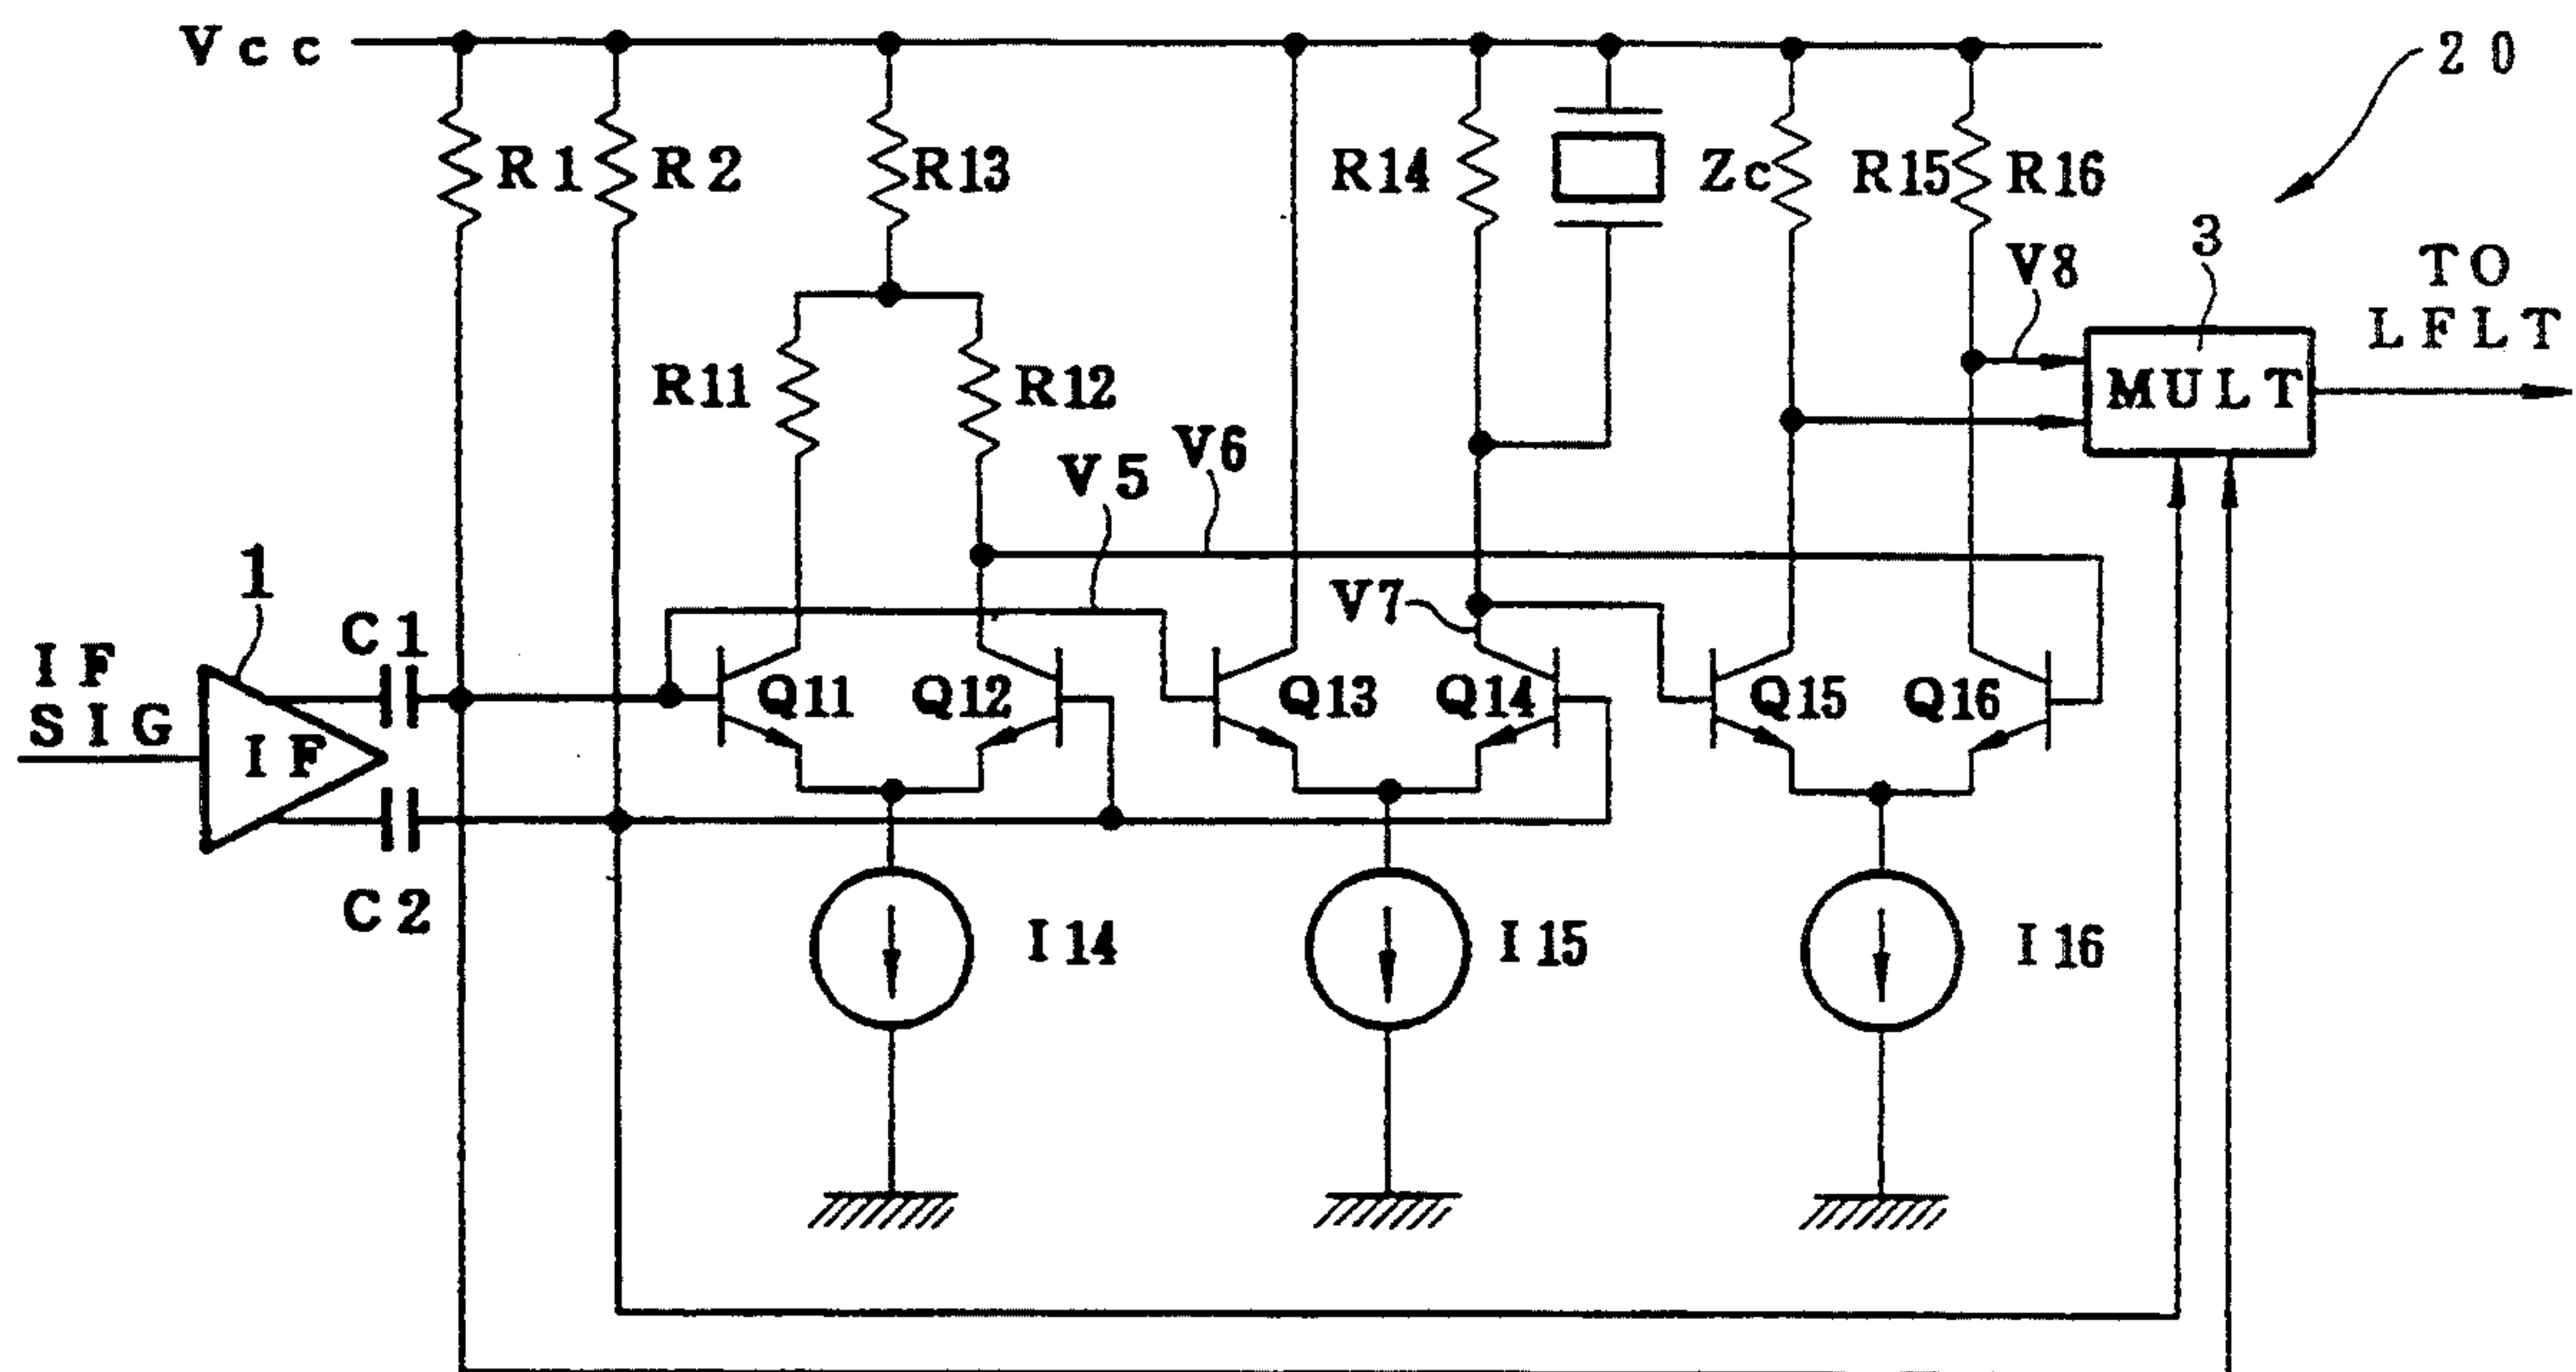 Vcc
20
R1
R2
R13
R14
Zc
R15
R16
V8
3
TO
LFLT
MULT
R11
R12
V5
V6
1
IF
SIG
IF
C1
V7
Q11
Q12
Q13
Q14
Q15
Q16
C2
I14
I15
I16